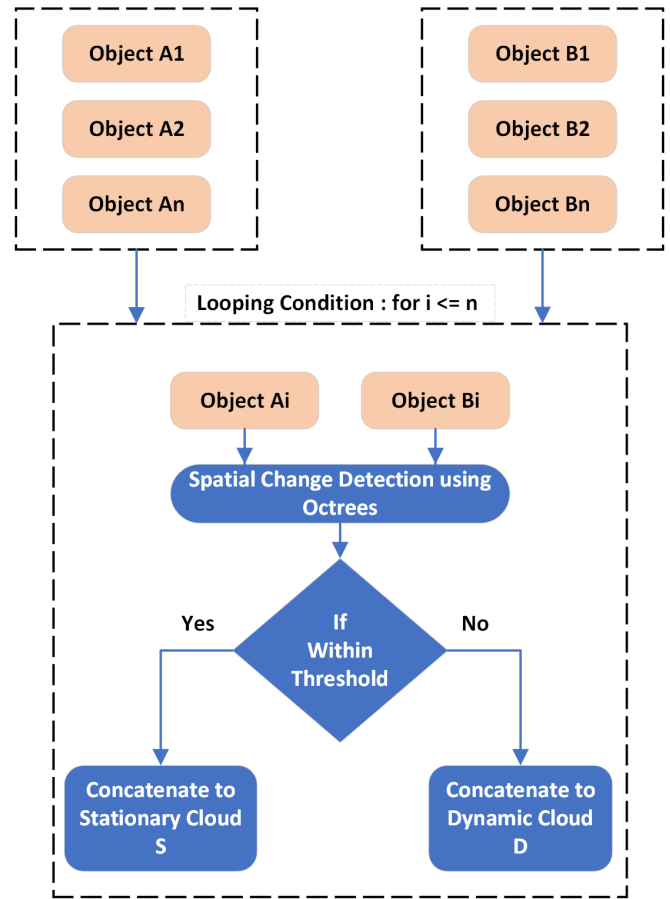 Object A1
Object B1
Object A2
Object B2
Object An
Object Bn
Looping Condition : for i <= n
Object Ai
Object Bi
Spatial Change Detection using
Octrees
Yes
If
No
Within
Threshold
Concatenate to
Stationary Cloud
S
Concatenate to
Dynamic Cloud
D